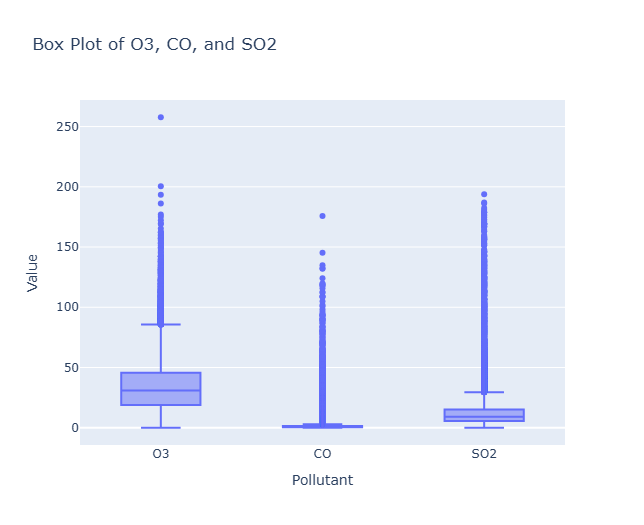 Box Plot of O3, CO, and SO2
250
200
150
100
50
0
Value
O3 CO SO2
Pollutant